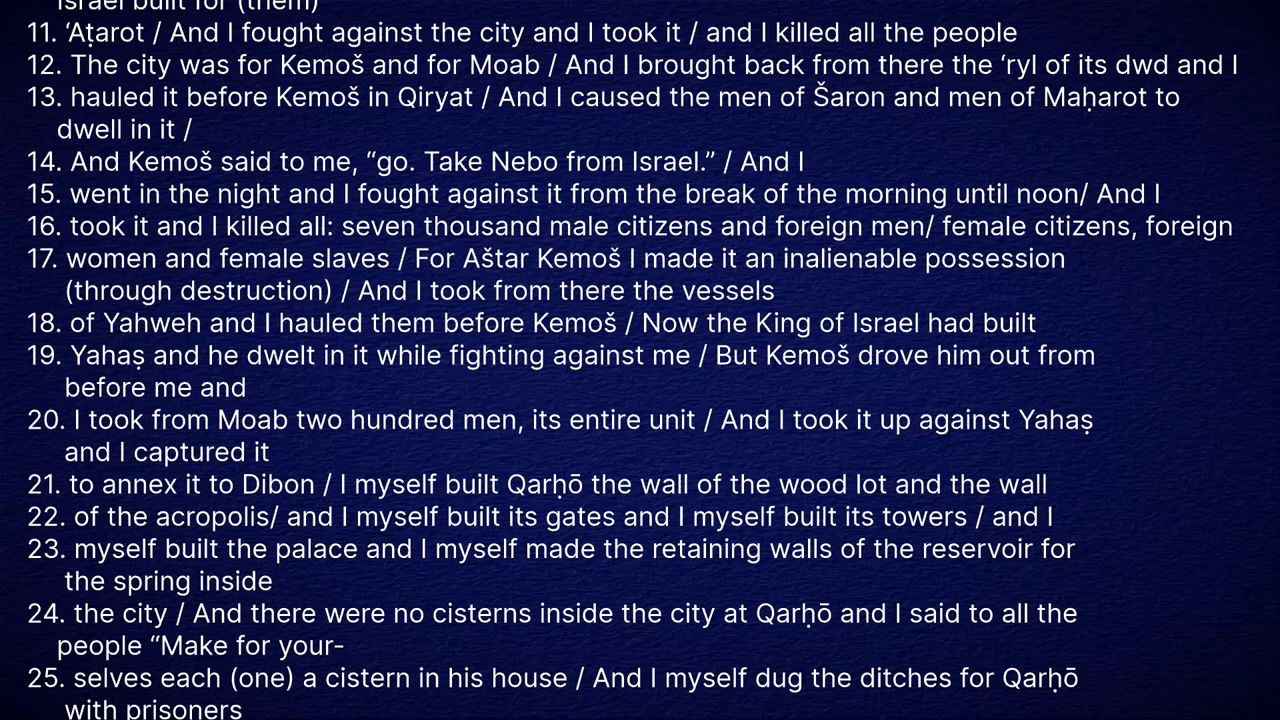 Israel built for (them)
11. ‘Aṭarot / And I fought against the city and I took it / and I killed all the people
12. The city was for Kemoš and for Moab / And I brought back from there the ‘ryl of its dwd and I
13. hauled it before Kemoš in Qiryat / And I caused the men of Šaron and men of Maḥarot to
dwell in it /
14. And Kemoš said to me, “go. Take Nebo from Israel.” / And I
15. went in the night and I fought against it from the break of the morning until noon/ And I
16. took it and I killed all: seven thousand male citizens and foreign men/ female citizens, foreign
17. women and female slaves / For Aštar Kemoš I made it an inalienable possession
(through destruction) / And I took from there the vessels
18. of Yahweh and I hauled them before Kemoš / Now the King of Israel had built
19. Yahaṣ and he dwelt in it while fighting against me / But Kemoš drove him out from
before me and
20. I took from Moab two hundred men, its entire unit / And I took it up against Yahaṣ
and I captured it
21. to annex it to Dibon / I myself built Qarḥō the wall of the wood lot and the wall
22. of the acropolis/ and I myself built its gates and I myself built its towers / and I
23. myself built the palace and I myself made the retaining walls of the reservoir for
the spring inside
24. the city / And there were no cisterns inside the city at Qarḥō and I said to all the
people “Make for your-
25. selves each (one) a cistern in his house / And I myself dug the ditches for Qarḥō
with prisoners